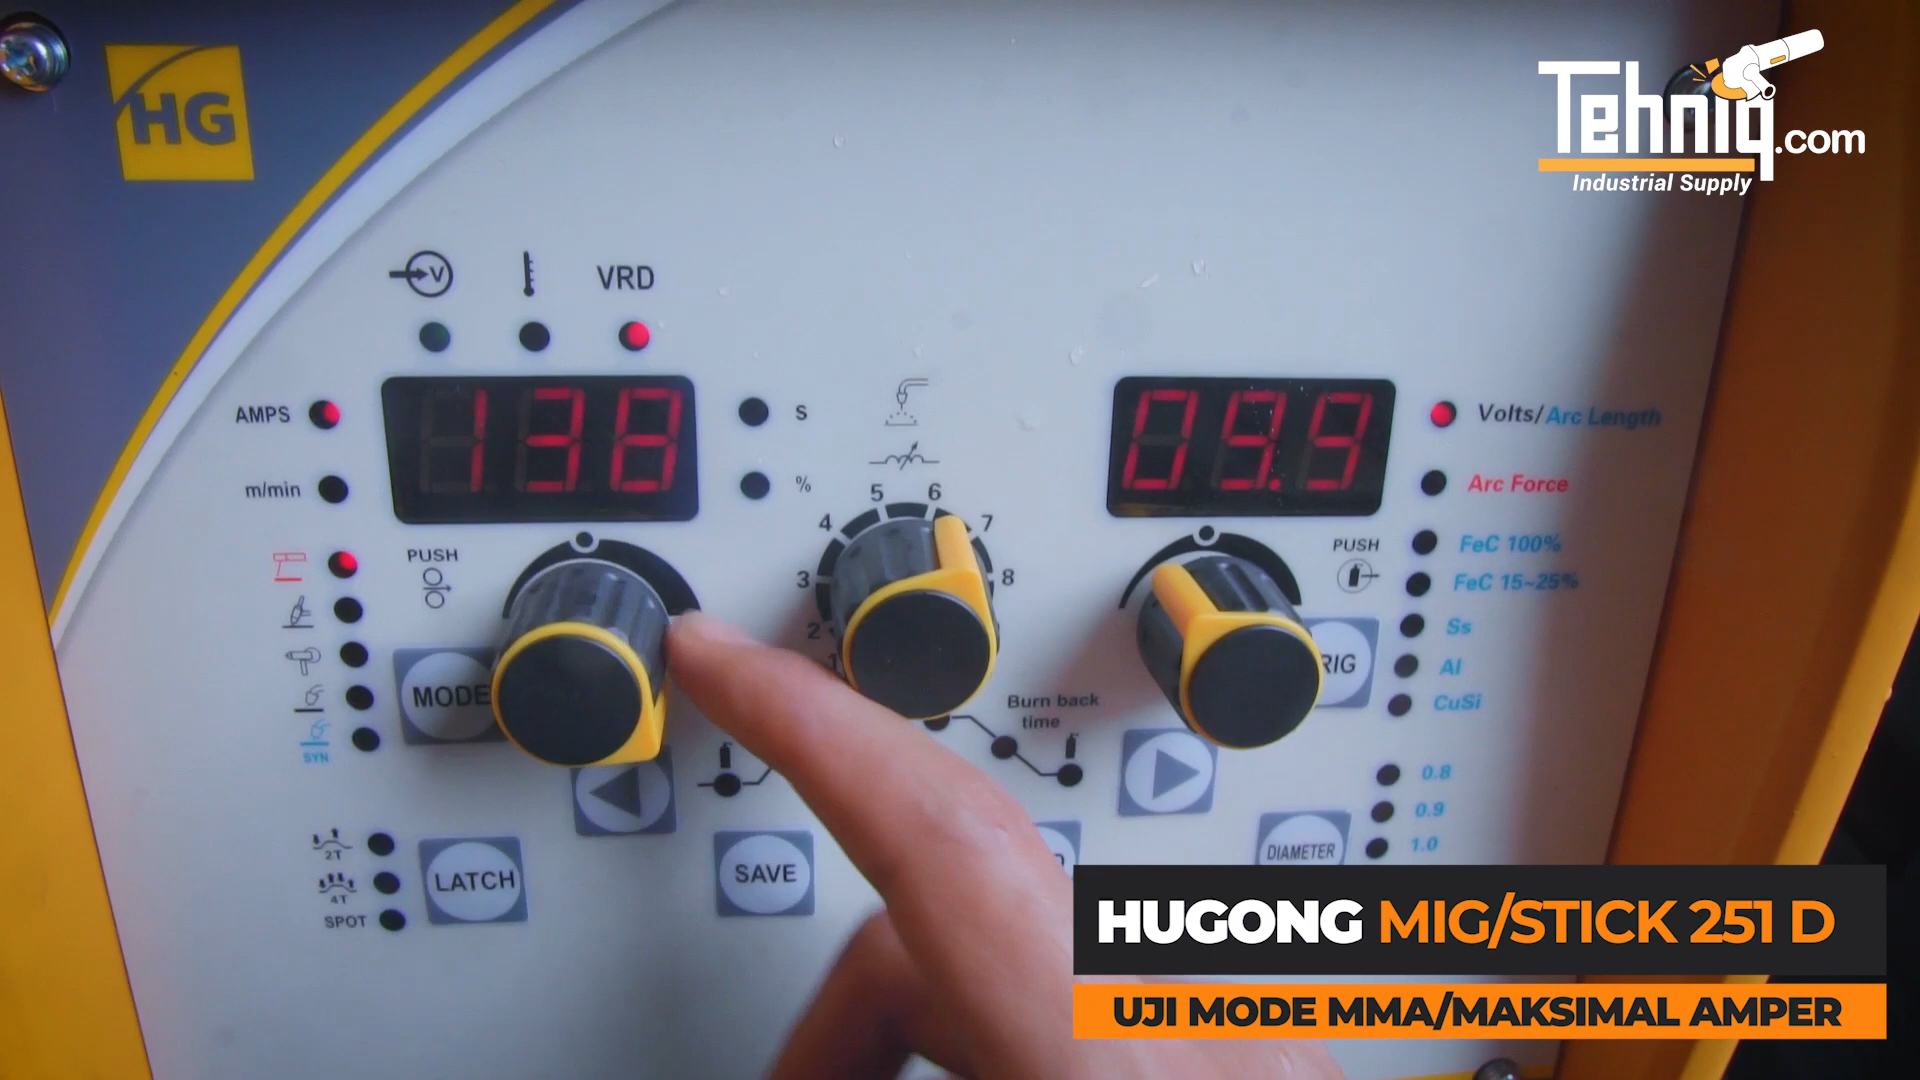 HG
Tehniq.com
Industrial Supply
VRD
AMPS
138
S
09.9
Volts/Arc Length
m/min
%
Arc Force
PUSH
1
2
3
4
5
6
7
8
PUSH
FeC 100%
FeC 15~25%
Ss
Al
CuSi
MODE
RIG
Burn back
time
SYN
0.8
0.9
1.0
2T
4T
SPOT
LATCH
SAVE
DIAMETER
HUGONG MIG/STICK 251 D
UJI MODE MMA/MAKSIMAL AMPER